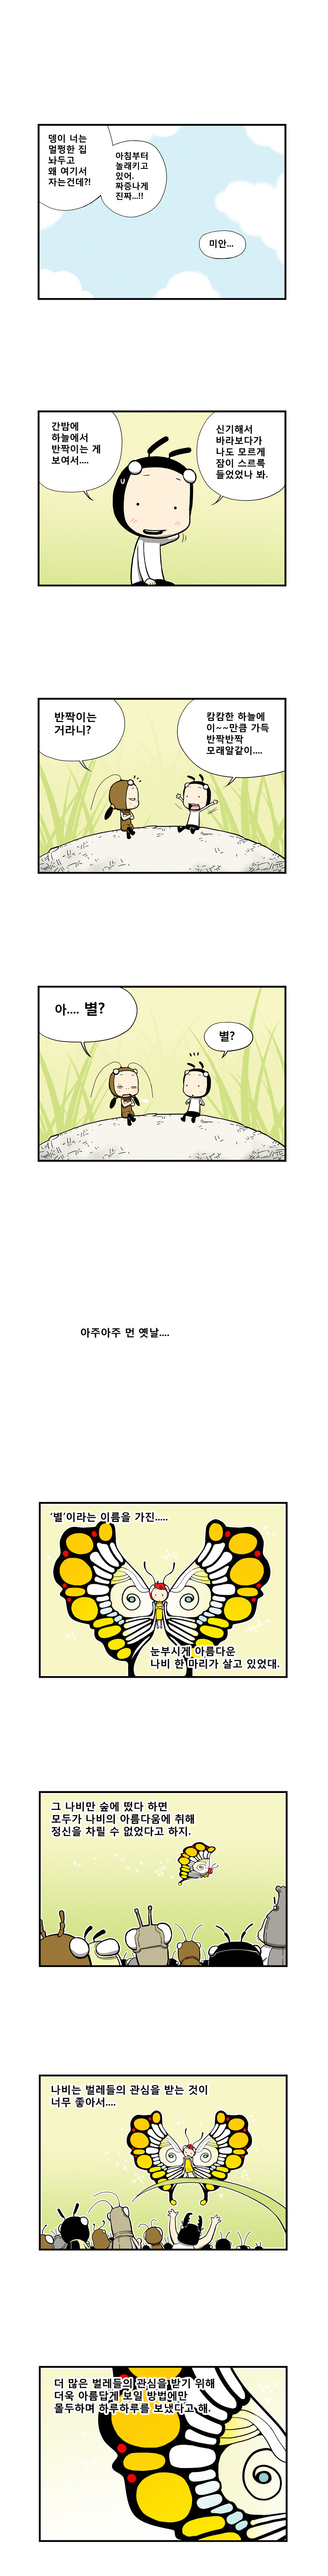 뎅이 너는
멀쩡한 집
놔두고
왜 여기서
자는건데?!
아침부터
놀래키고
있어.
짜증나게
진짜...!!
미안...
간밤에
하늘에서
반짝이는 게
보여서....
신기해서
바라보다가
나도 모르게
잠이 스르륵
들었었나 봐.
반짝이는
거라니?
캄캄한 하늘에
이~~만큼 가득
반짝반짝
모래알같이....
아.... 별?
별?
아주아주 먼 옛날....
‘별’이라는 이름을 가진.....
눈부시게 아름다운
나비 한 마리가 살고 있었대.
그 나비만 숲에 떴다 하면
모두가 나비의 아름다움에 취해
정신을 차릴 수 없었다고 하지.
나비는 벌레들의 관심을 받는 것이
너무 좋아서....
더 많은 벌레들의 관심을 받기 위해
더욱 아름답게 보일 방법에만
몰두하며 하루하루를 보냈다고 해.